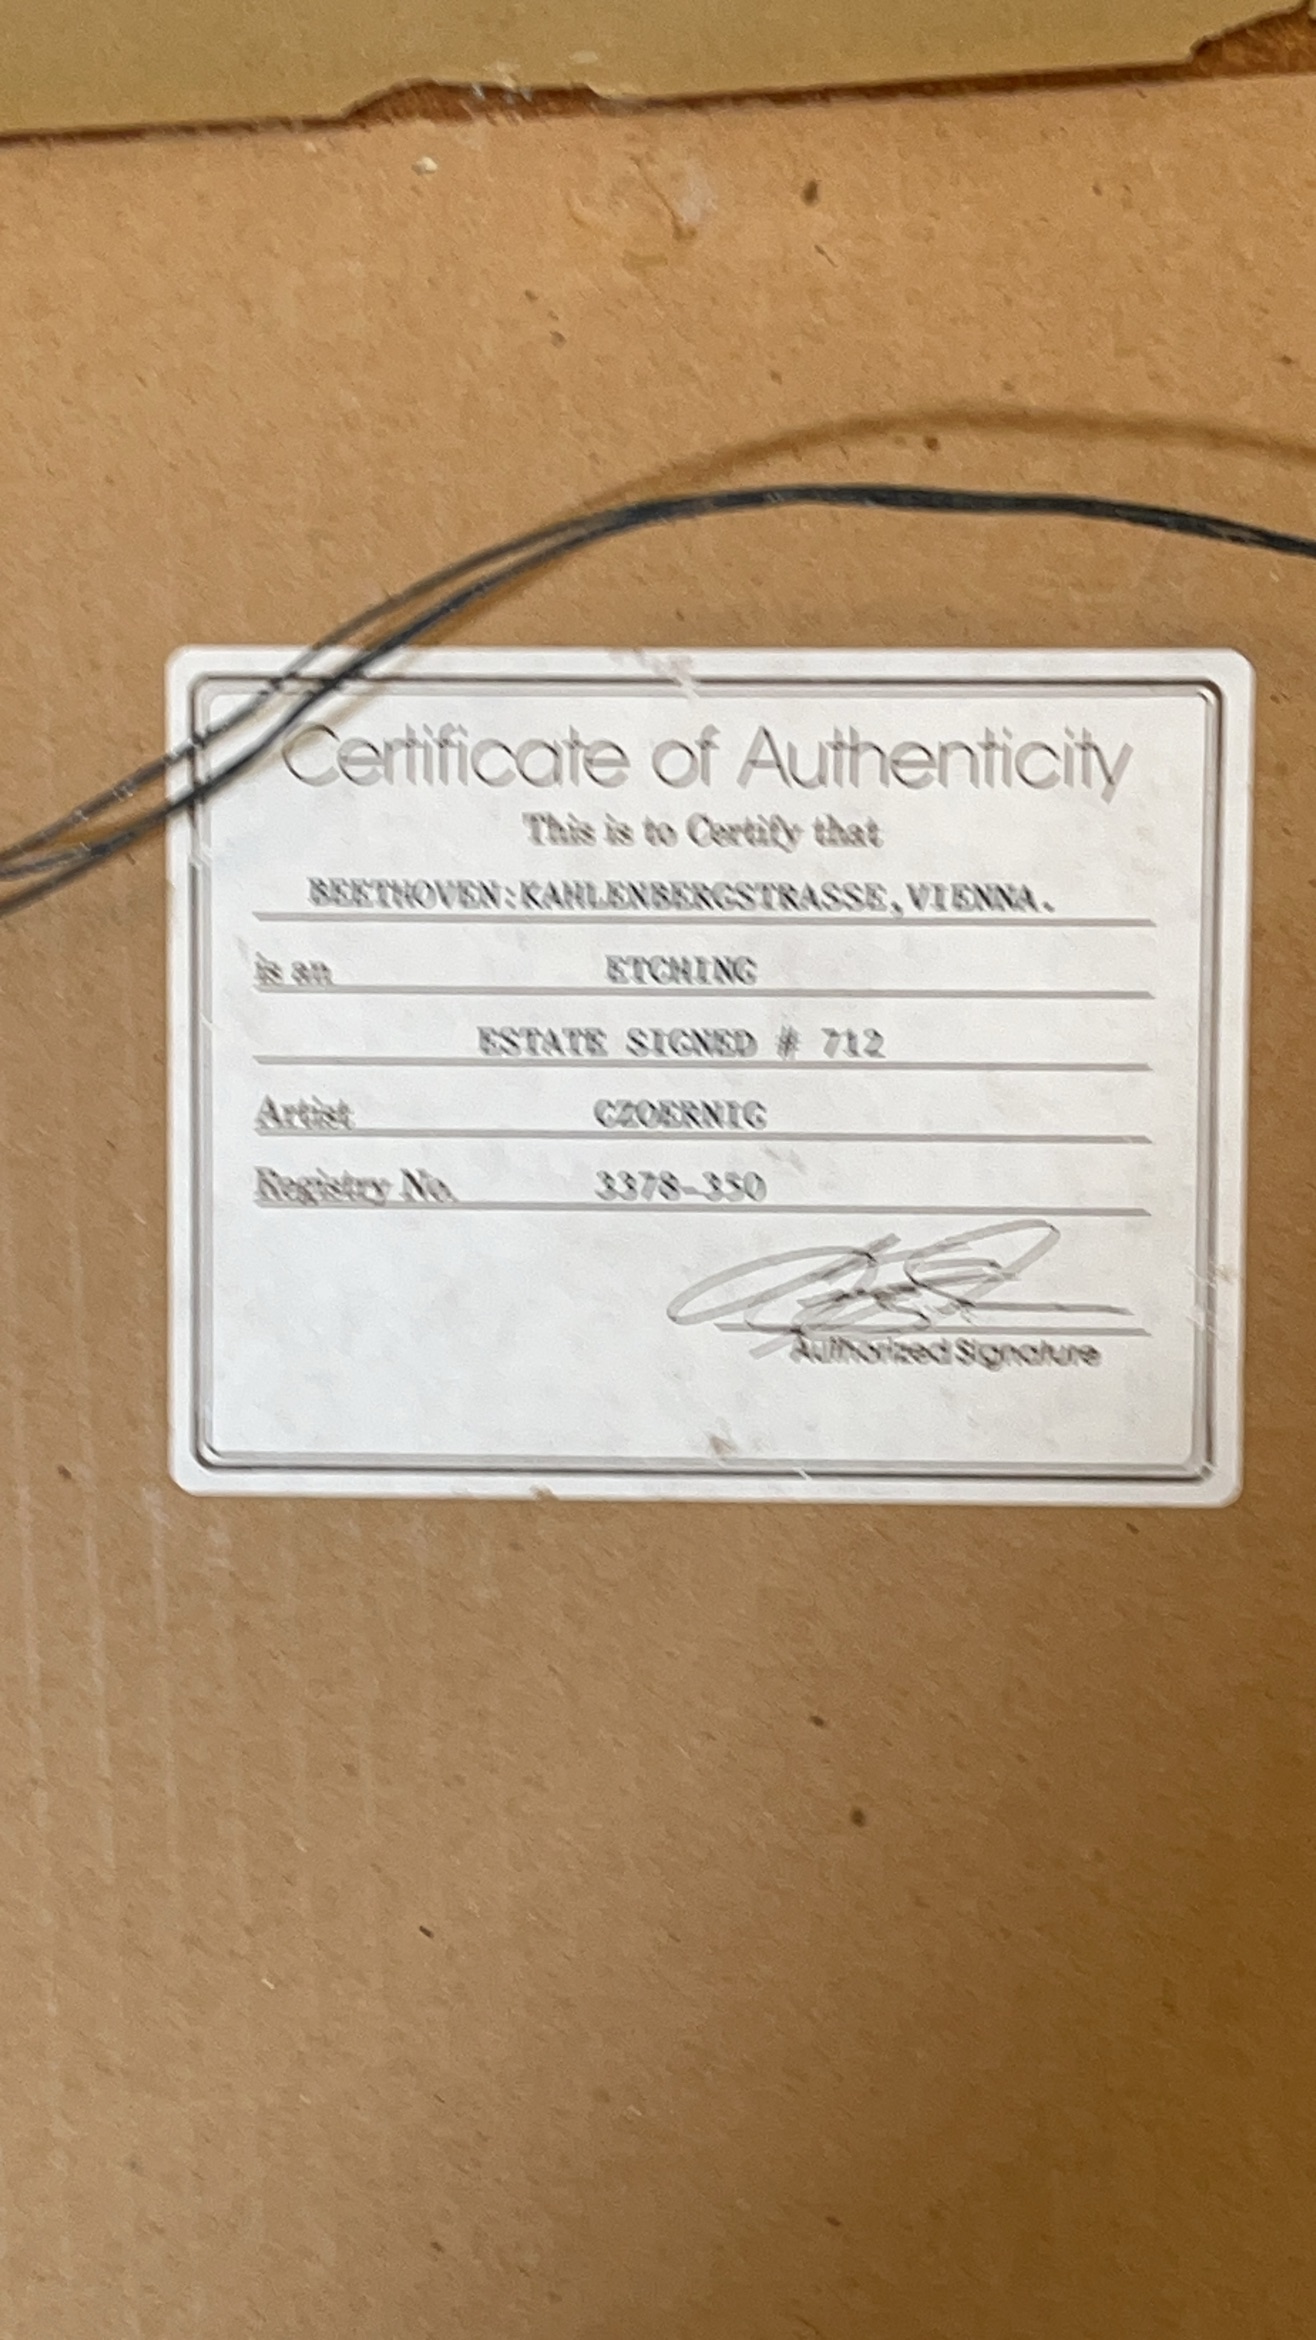 Certificate of Authenticity
This is to Certify that
BEETHOVEN:KAHLENBERGSTRASSE,VIENNA.
is an ETCHING
ESTATE SIGNED # 712
Artist CZOERNIG
Registry No. 3378-350
Authorized Signature